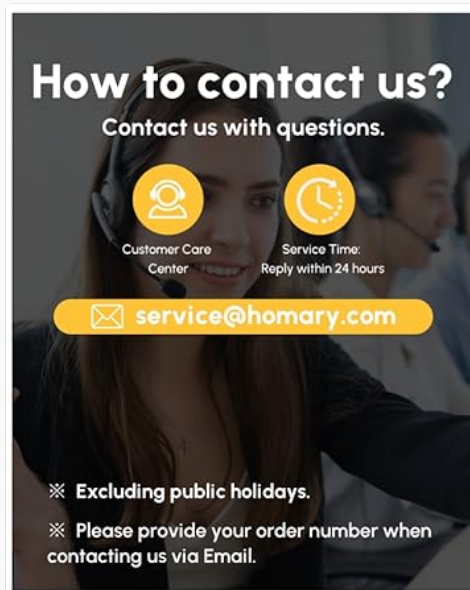 How to contact us?
Contact us with questions.
Customer Care
Center
Service Time:
Reply within 24 hours
service@homary.com
※ Excluding public holidays.
※ Please provide your order number when
contacting us via Email.